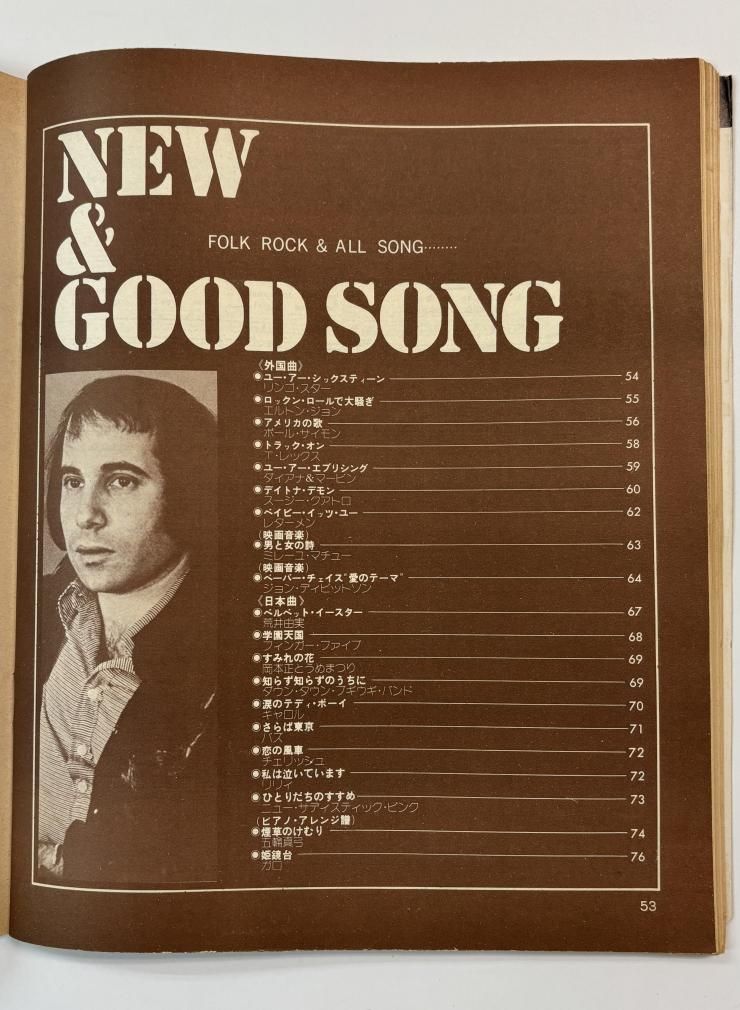 NEW
&
FOLK ROCK & ALL SONG‥‥‥‥
GOOD SONG
《外国曲》
◉ユー・アー・シックスティーン 54
リンゴ・スター
◉ロックン・ロールで大騒ぎ 55
エルトン・ジョン
◉アメリカの歌 56
ポール・サイモン
◉トラック・オン 58
T・レックス
◉ユー・アー・エブリシング 59
ダイアナ&マービン
◉デイトナ・デモン 60
スージー・クアトロ
◉ベイビー・イッツ・ユー 62
レターメン
(映画音楽)
◉男と女の詩 63
ミレーユ・マチュー
(映画音楽)
◉ペーパー・チェイス“愛のテーマ” 64
ジョン・デイビットソン
《日本曲》
◉ベルベット・イースター 67
荒井由実
◉学園天国 68
フィンガー・ファイブ
◉すみれの花 69
岡本正とうめまつり
◉知らず知らずのうちに 69
ダウン・タウン・ブギウギ・バンド
◉涙のテディ・ボーイ 70
キャロル
◉さらば東京 71
バズ
◉恋の風車 72
チェリッシュ
◉私は泣いています 72
リリィ
◉ひとりだちのすすめ 73
ニュー・サディスティック・ピンク
(ピアノ・アレンジ譜)
◉煙草のけむり 74
五輪真弓
◉姫鏡台 76
ガロ
53